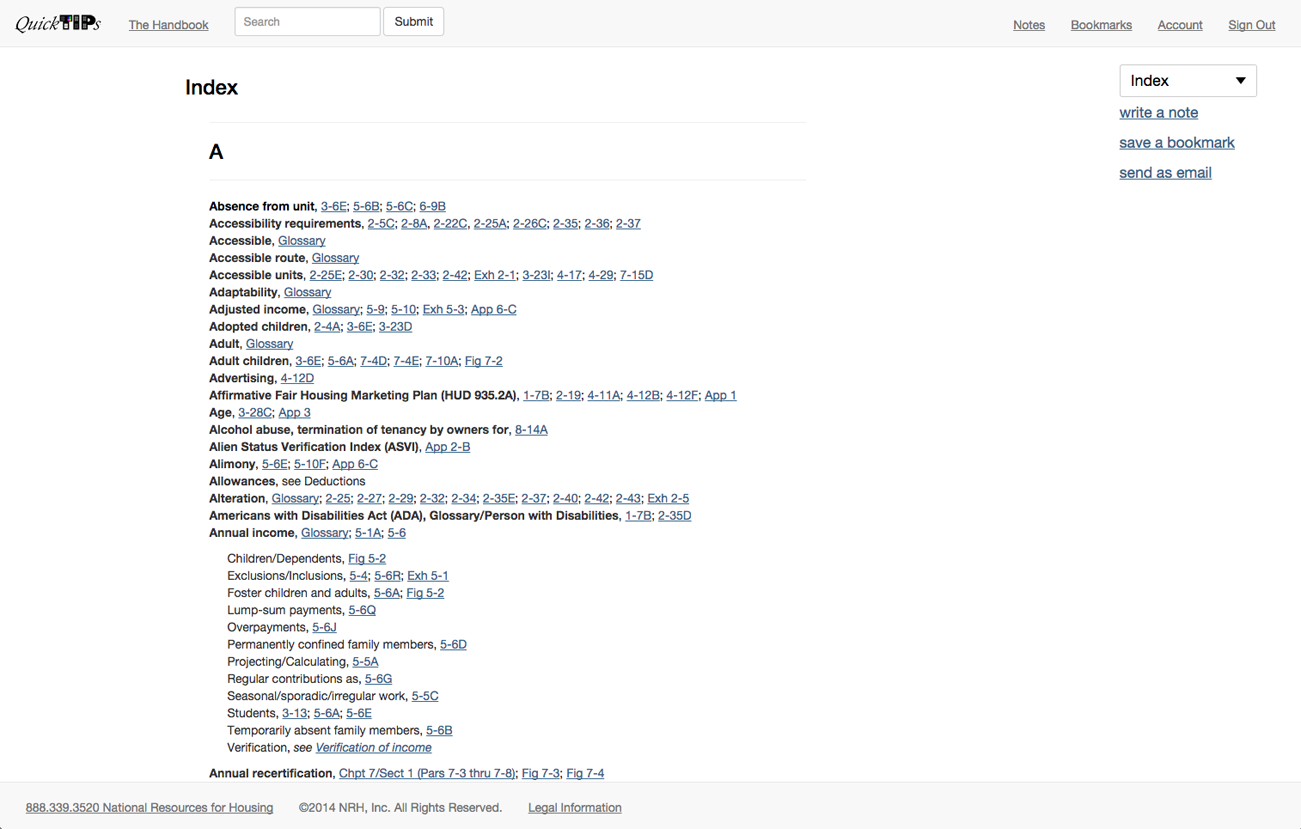 QuickTIPs The Handbook Search Submit Notes Bookmarks Account Sign Out
Index
Index
write a note
save a bookmark
send as email
A
Absence from unit, 3-6E; 5-6B; 5-6C; 6-9B
Accessibility requirements, 2-5C; 2-8A, 2-22C, 2-25A; 2-26C; 2-35; 2-36; 2-37
Accessible, Glossary
Accessible route, Glossary
Accessible units, 2-25E; 2-30; 2-32; 2-33; 2-42; Exh 2-1; 3-23I; 4-17; 4-29; 7-15D
Adaptability, Glossary
Adjusted income, Glossary; 5-9; 5-10; Exh 5-3; App 6-C
Adopted children, 2-4A; 3-6E; 3-23D
Adult, Glossary
Adult children, 3-6E; 5-6A; 7-4D; 7-4E; 7-10A; Fig 7-2
Advertising, 4-12D
Affirmative Fair Housing Marketing Plan (HUD 935.2A), 1-7B; 2-19; 4-11A; 4-12B; 4-12F; App 1
Age, 3-28C; App 3
Alcohol abuse, termination of tenancy by owners for, 8-14A
Alien Status Verification Index (ASVI), App 2-B
Alimony, 5-6E; 5-10F; App 6-C
Allowances, see Deductions
Alteration, Glossary; 2-25; 2-27; 2-29; 2-32; 2-34; 2-35E; 2-37; 2-40; 2-42; 2-43; Exh 2-5
Americans with Disabilities Act (ADA), Glossary/Person with Disabilities, 1-7B; 2-35D
Annual income, Glossary; 5-1A; 5-6
Children/Dependents, Fig 5-2
Exclusions/Inclusions, 5-4; 5-6R; Exh 5-1
Foster children and adults, 5-6A; Fig 5-2
Lump-sum payments, 5-6Q
Overpayments, 5-6J
Permanently confined family members, 5-6D
Projecting/Calculating, 5-5A
Regular contributions as, 5-6G
Seasonal/sporadic/irregular work, 5-5C
Students, 3-13; 5-6A; 5-6E
Temporarily absent family members, 5-6B
Verification, see Verification of income
Annual recertification, Chpt 7/Sect 1 (Pars 7-3 thru 7-8); Fig 7-3; Fig 7-4
888.339.3520 National Resources for Housing ©2014 NRH, Inc. All Rights Reserved. Legal Information